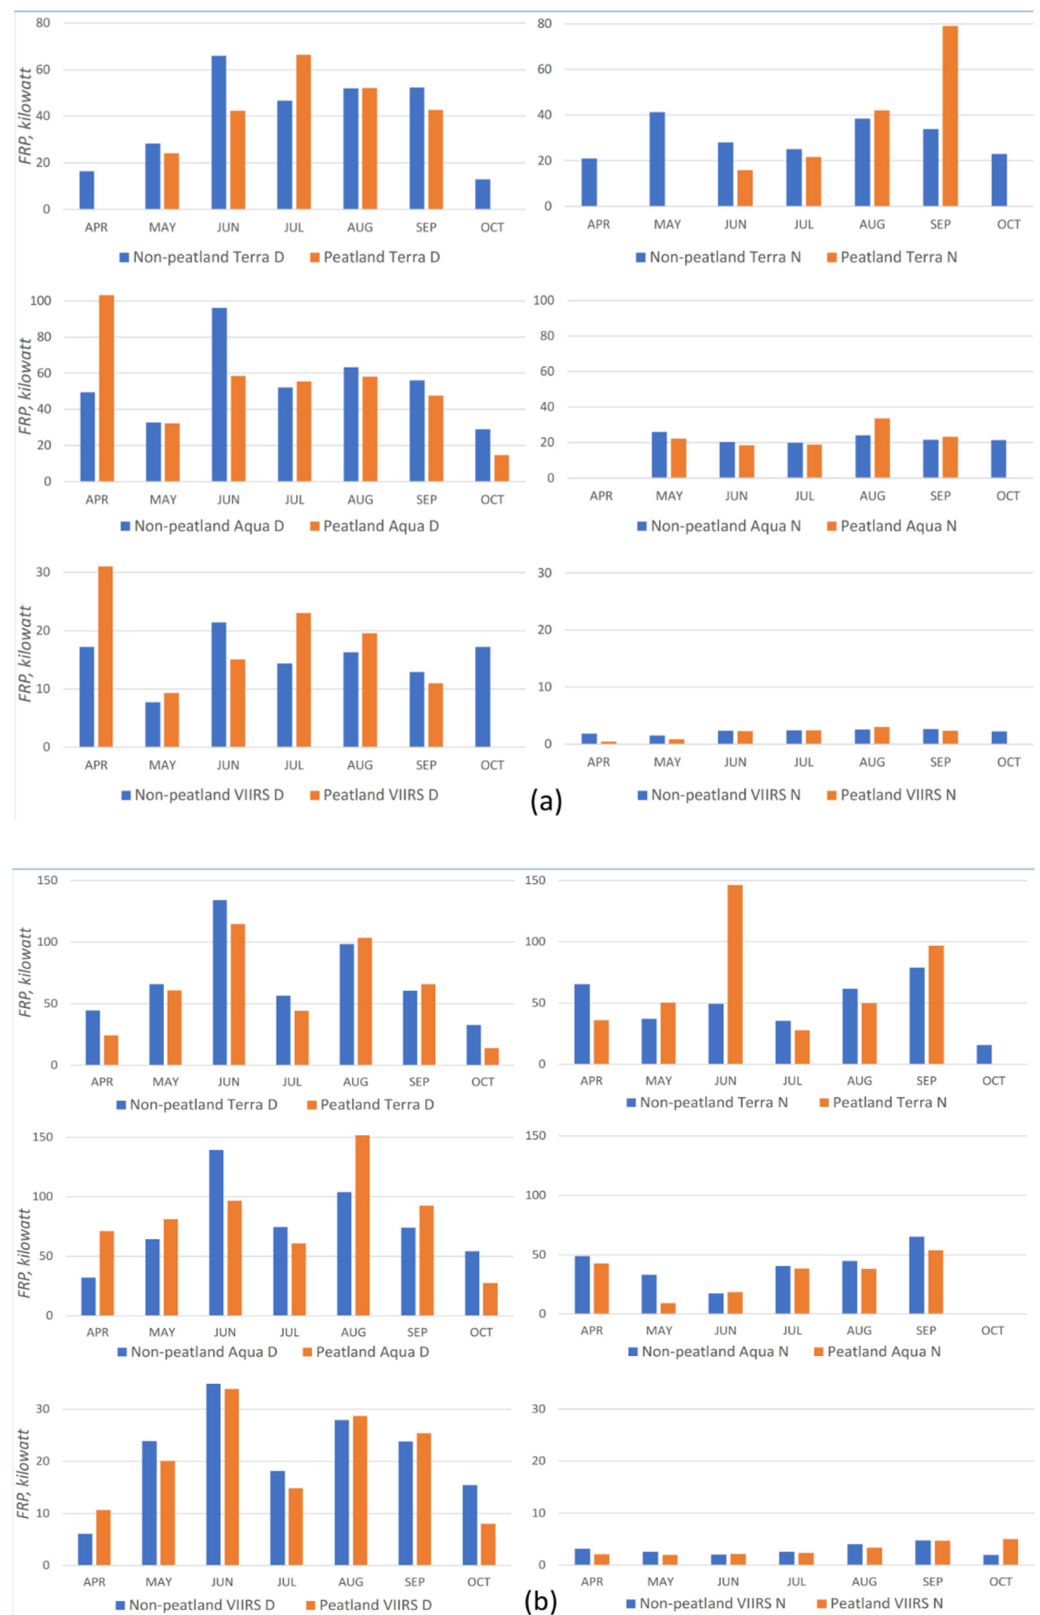 80
60
40
20
0
FRP, kilowatt
APR MAY JUN JUL AUG SEP OCT
Non-peatland Terra D Peatland Terra D
80
60
40
20
0
APR MAY JUN JUL AUG SEP OCT
Non-peatland Terra N Peatland Terra N
100
80
60
40
20
0
FRP, kilowatt
APR MAY JUN JUL AUG SEP OCT
Non-peatland Aqua D Peatland Aqua D
100
80
60
40
20
0
APR MAY JUN JUL AUG SEP OCT
Non-peatland Aqua N Peatland Aqua N
30
20
10
0
FRP, kilowatt
APR MAY JUN JUL AUG SEP OCT
Non-peatland VIIRS D Peatland VIIRS D
30
20
10
0
APR MAY JUN JUL AUG SEP OCT
Non-peatland VIIRS N Peatland VIIRS N
(a)
150
100
50
0
FRP, kilowatt
APR MAY JUN JUL AUG SEP OCT
Non-peatland Terra D Peatland Terra D
150
100
50
0
APR MAY JUN JUL AUG SEP OCT
Non-peatland Terra N Peatland Terra N
150
100
50
0
FRP, kilowatt
APR MAY JUN JUL AUG SEP OCT
Non-peatland Aqua D Peatland Aqua D
150
100
50
0
APR MAY JUN JUL AUG SEP OCT
Non-peatland Aqua N Peatland Aqua N
30
20
10
0
FRP, kilowatt
APR MAY JUN JUL AUG SEP OCT
Non-peatland VIIRS D Peatland VIIRS D
30
20
10
0
APR MAY JUN JUL AUG SEP OCT
Non-peatland VIIRS N Peatland VIIRS N
(b)